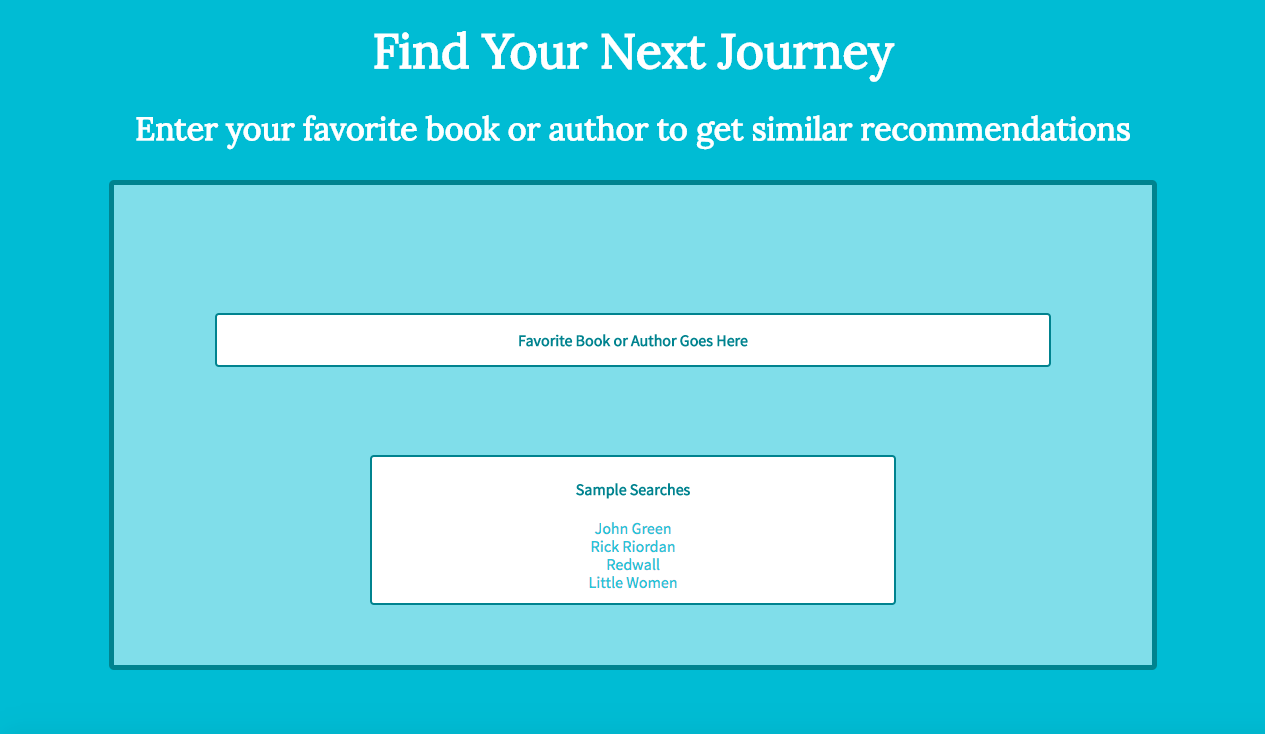 Find Your Next Journey
Enter your favorite book or author to get similar recommendations
Favorite Book or Author Goes Here
Sample Searches
John Green
Rick Riordan
Redwall
Little Women